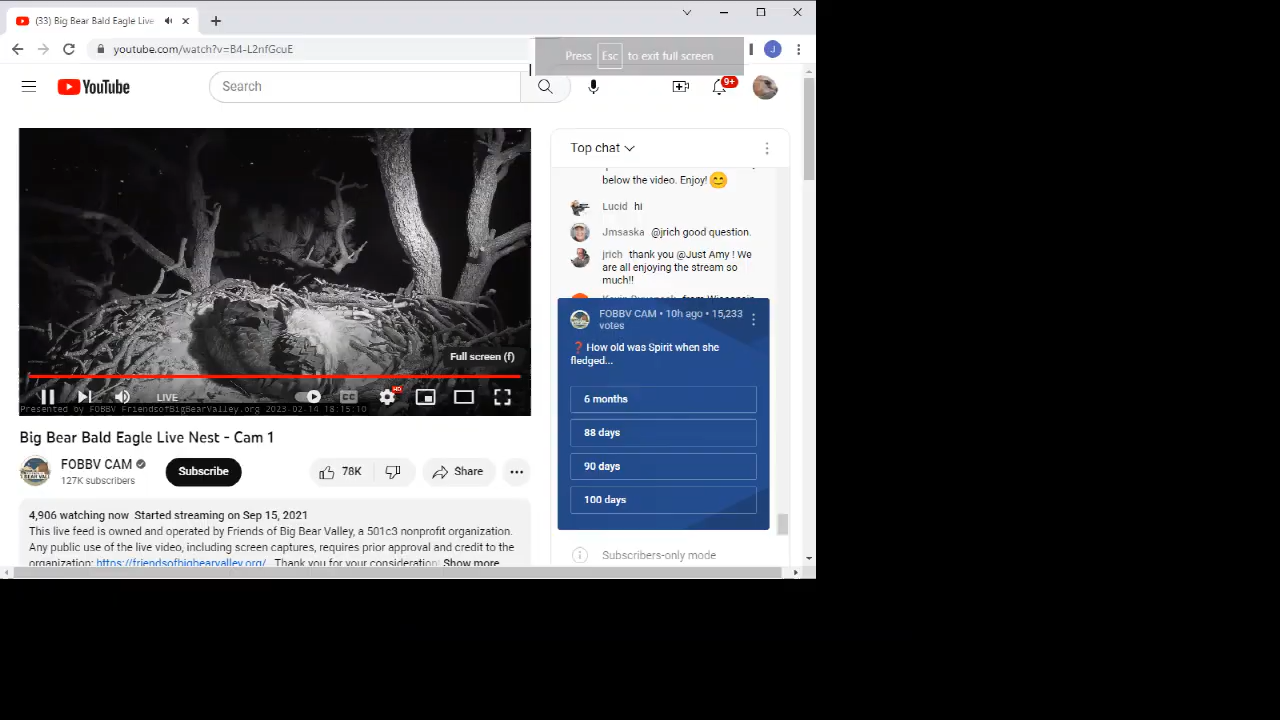 (33) Big Bear Bald Eagle Live
youtube.com/watch?v=B4-L2nfGcuE
Press Esc to exit full screen
J
YouTube
Search
9+
Top chat
below the video. Enjoy!
Lucid hi
Jmsaska @jrich good question.
jrich thank you @Just Amy ! We
are all enjoying the stream so
much!!
from Wisconsin
FOBBV CAM • 10h ago • 15,233
votes
How old was Spirit when she
fledged...
6 months
88 days
90 days
100 days
Subscribers-only mode
Full screen (f)
LIVE
CC
HD
Presented by FOBBV FriendsofBigBearValley.org 2023-02-14 18:15:10
Big Bear Bald Eagle Live Nest - Cam 1
FOBBV CAM
127K subscribers
Subscribe
78K
Share
4,906 watching now Started streaming on Sep 15, 2021
This live feed is owned and operated by Friends of Big Bear Valley, a 501c3 nonprofit organization.
Any public use of the live video, including screen captures, requires prior approval and credit to the
organization: https://friendsofbigbearvalley.org/ . Thank you for your consideration! Show more